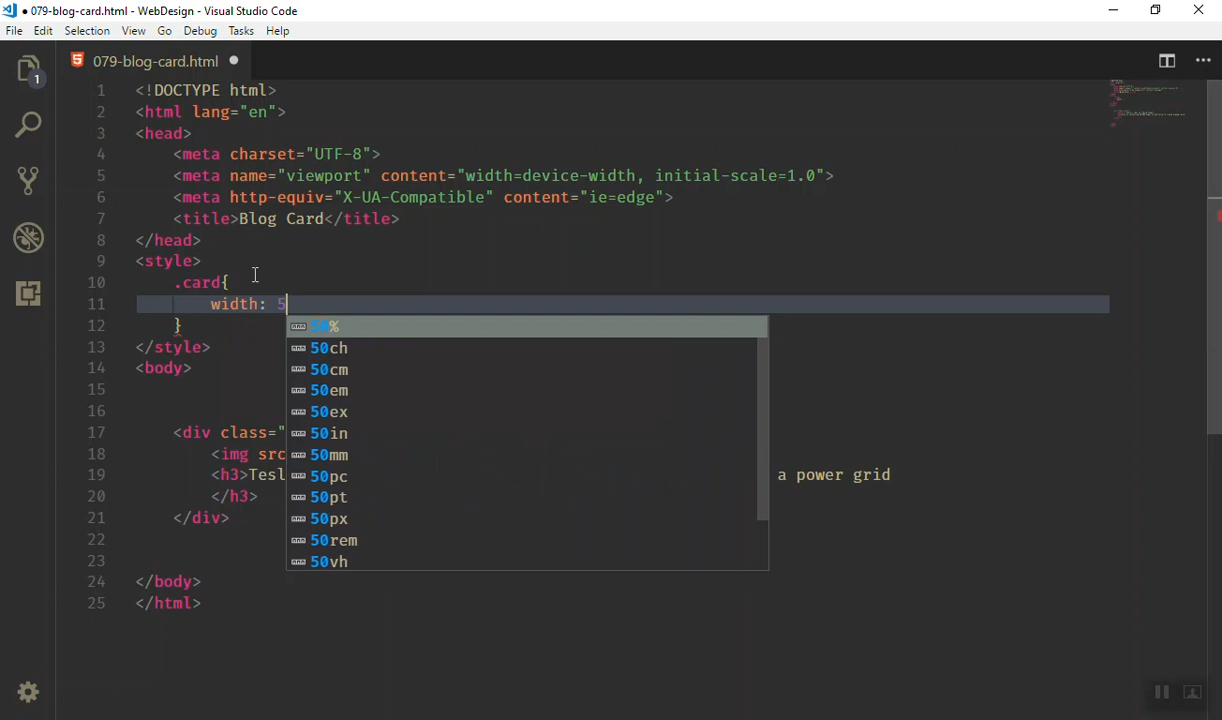 ● 079-blog-card.html - WebDesign - Visual Studio Code
File Edit Selection View Go Debug Tasks Help
1
079-blog-card.html
1 <!DOCTYPE html>
2 <html lang="en">
3 <head>
4 <meta charset="UTF-8">
5 <meta name="viewport" content="width=device-width, initial-scale=1.0">
6 <meta http-equiv="X-UA-Compatible" content="ie=edge">
7 <title>Blog Card</title>
8 </head>
9 <style>
10 .card{
11 width: 5
12 }
50%
13 </style>
50ch
14 <body>
50cm
15
50em
16
50ex
17 <div class="
50in
18 <img src
50mm
19 <h3>Tesl a power grid
50pc
20 </h3>
50pt
21 </div>
50px
22
50rem
23
50vh
24 </body>
25 </html>